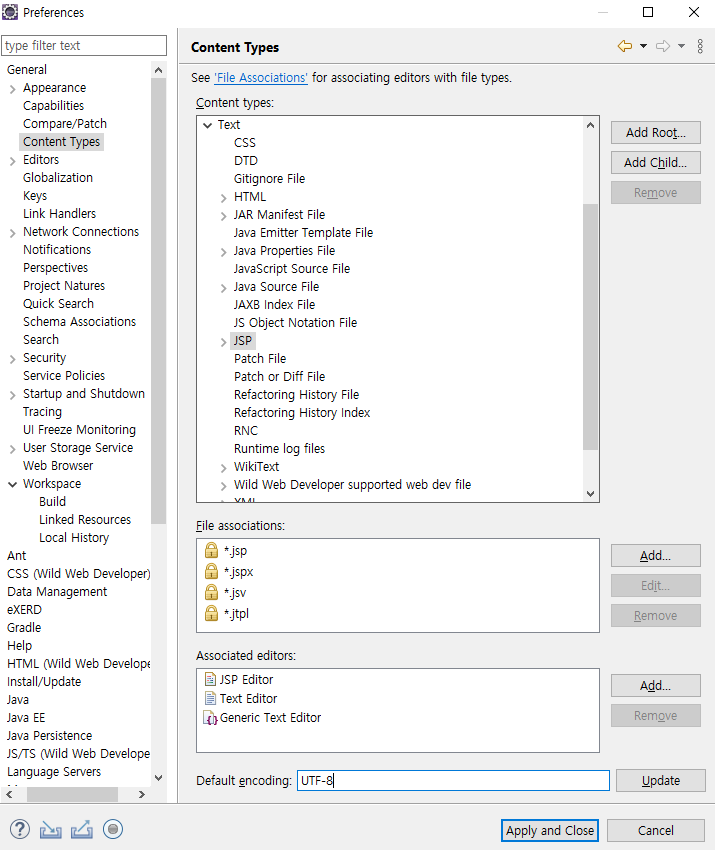 Preferences
type filter text
General
Appearance
Capabilities
Compare/Patch
Content Types
Editors
Globalization
Keys
Link Handlers
Network Connections
Notifications
Perspectives
Project Natures
Quick Search
Schema Associations
Search
Security
Service Policies
Startup and Shutdown
Tracing
UI Freeze Monitoring
User Storage Service
Web Browser
Workspace
Build
Linked Resources
Local History
Ant
CSS (Wild Web Developer)
Data Management
eXERD
Gradle
Help
HTML (Wild Web Develope
Install/Update
Java
Java EE
Java Persistence
JS/TS (Wild Web Develope
Language Servers
Content Types
See 'File Associations' for associating editors with file types.
Content types:
Text
CSS
DTD
Gitignore File
HTML
JAR Manifest File
Java Emitter Template File
Java Properties File
JavaScript Source File
Java Source File
JAXB Index File
JS Object Notation File
JSP
Patch File
Patch or Diff File
Refactoring History File
Refactoring History Index
RNC
Runtime log files
WikiText
Wild Web Developer supported web dev file
XML
Add Root...
Add Child...
Remove
File associations:
*.jsp
*.jspx
*.jsv
*.jtpl
Add...
Edit...
Remove
Associated editors:
JSP Editor
Text Editor
Generic Text Editor
Add...
Remove
Default encoding: UTF-8 Update
Apply and Close Cancel